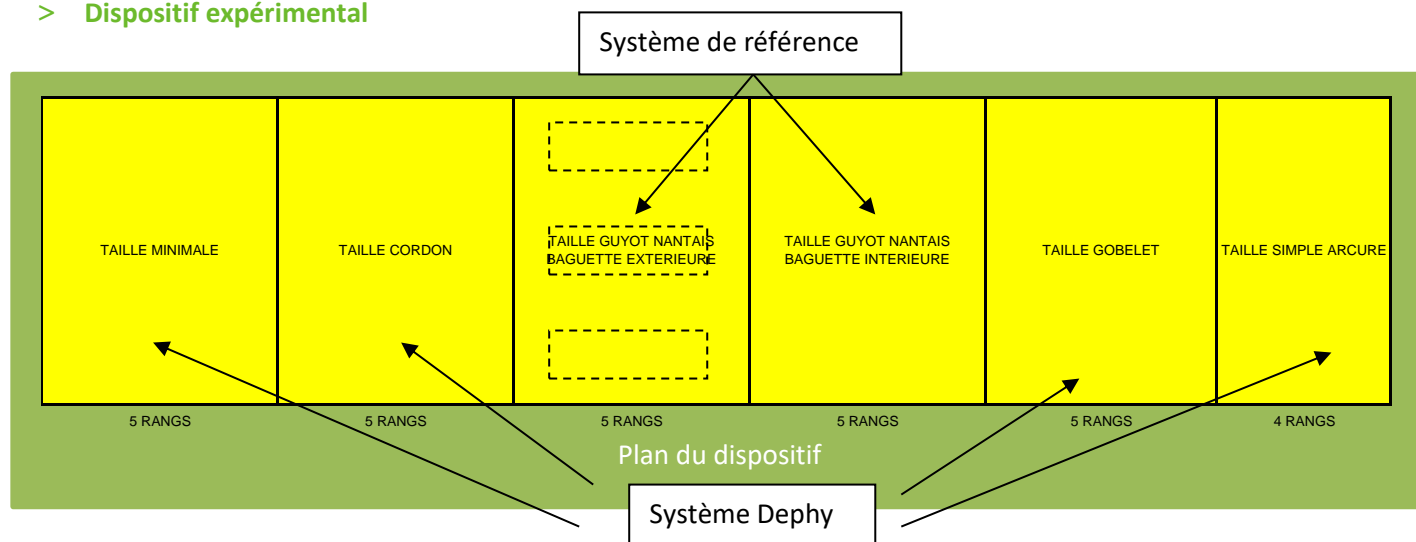 > Dispositif expérimental
Système de référence
TAILLE MINIMALE
TAILLE CORDON
TAILLE GUYOT NANTAIS
BAGUETTE EXTERIEURE
TAILLE GUYOT NANTAIS
BAGUETTE INTERIEURE
TAILLE GOBELET
TAILLE SIMPLE ARCURE
5 RANGS
5 RANGS
5 RANGS
5 RANGS
5 RANGS
4 RANGS
Plan du dispositif
Système Dephy